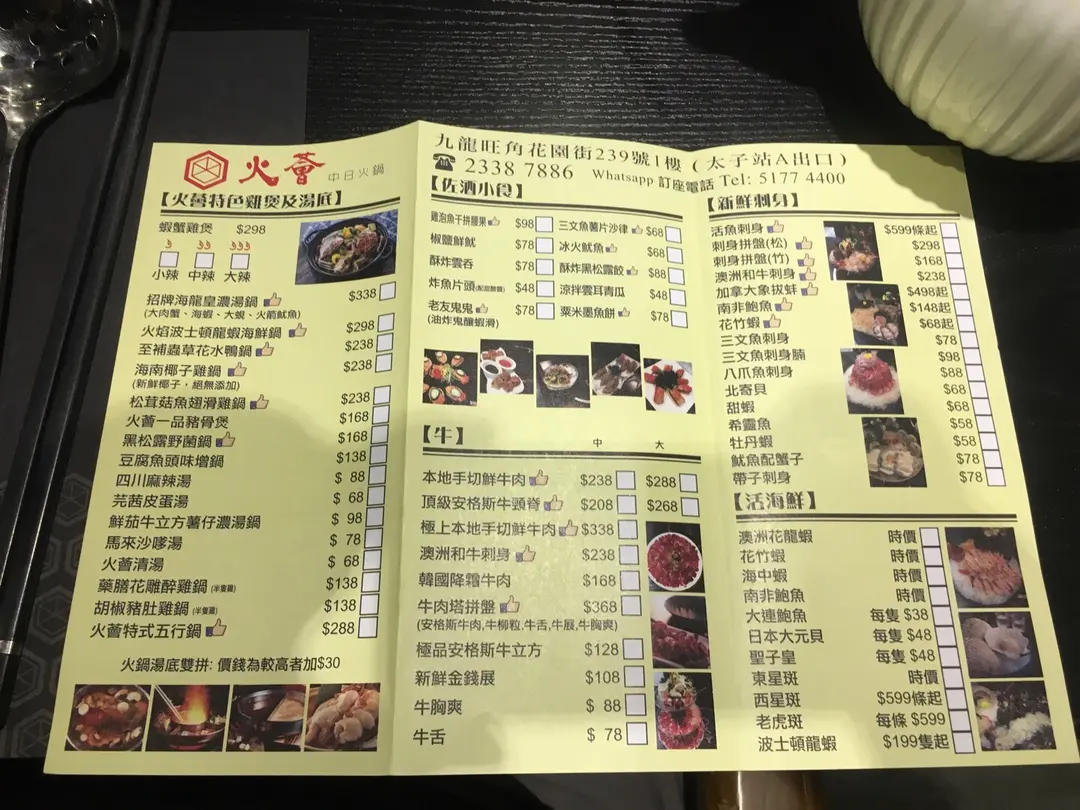 火薈 中日火鍋
【火薈特色雞煲及湯底】
蝦蟹雞煲 $298
小辣 中辣 大辣
招牌海龍皇濃湯鍋 $338
(大肉蟹、海蝦、大蜆、火箭魷魚)
火焰波士頓龍蝦海鮮鍋 $298
至補蟲草花水鴨鍋 $238
海南椰子雞鍋 $238
(新鮮椰子，絕無添加)
松茸菇魚翅滑雞鍋 $238
火薈一品豬骨煲 $168
黑松露野菌鍋 $168
豆腐魚頭味噌鍋 $138
四川麻辣湯 $ 88
芫茜皮蛋湯 $ 68
鮮茄牛立方薯仔濃湯鍋 $ 98
馬來沙嗲湯 $ 78
火薈清湯 $ 68
藥膳花雕醉雞鍋 (半隻雞) $138
胡椒豬肚雞鍋 (半隻雞) $138
火薈特式五行鍋 $288
火鍋湯底雙拼: 價錢為較高者加$30
九龍旺角花園街239號1樓 (太子站A出口)
☎ 2338 7886 Whatsapp 訂座電話 Tel: 5177 4400
【佐酒小食】
雞泡魚干拼腰果 $98 三文魚薯片沙律 $68
椒鹽鮮魷 $78 冰火魷魚 $68
酥炸雲吞 $78 酥炸黑松露餃 $88
炸魚片頭 $48 涼拌雲耳青瓜 $48
老友鬼鬼 $78 粟米墨魚餅 $78
(油炸鬼釀蝦滑)
【牛】 中 大
本地手切鮮牛肉 $238 $288
頂級安格斯牛頸脊 $208 $268
極上本地手切鮮牛肉 $338
澳洲和牛刺身 $238
韓國降霜牛肉 $168
牛肉塔拼盤 $368
(安格斯牛肉,牛柳粒,牛舌,牛展,牛胸爽)
極品安格斯牛立方 $128
新鮮金錢展 $108
牛胸爽 $ 88
牛舌 $ 78
【新鮮刺身】
活魚刺身 $599條起
刺身拼盤(松) $298
刺身拼盤(竹) $168
澳洲和牛刺身 $238
加拿大象拔蚌 $498起
南非鮑魚 $148起
花竹蝦 $68起
三文魚刺身 $78
三文魚刺身腩 $98
八爪魚刺身 $88
北寄貝 $68
甜蝦 $68
希靈魚 $58
牡丹蝦 $58
魷魚配蟹子 $78
帶子刺身 $78
【活海鮮】
澳洲花龍蝦 時價
花竹蝦 時價
海中蝦 時價
南非鮑魚 時價
大連鮑魚 每隻 $38
日本大元貝 每隻 $48
聖子皇 每隻 $48
東星斑 時價
西星斑 $599條起
老虎斑 每條 $599
波士頓龍蝦 $199隻起